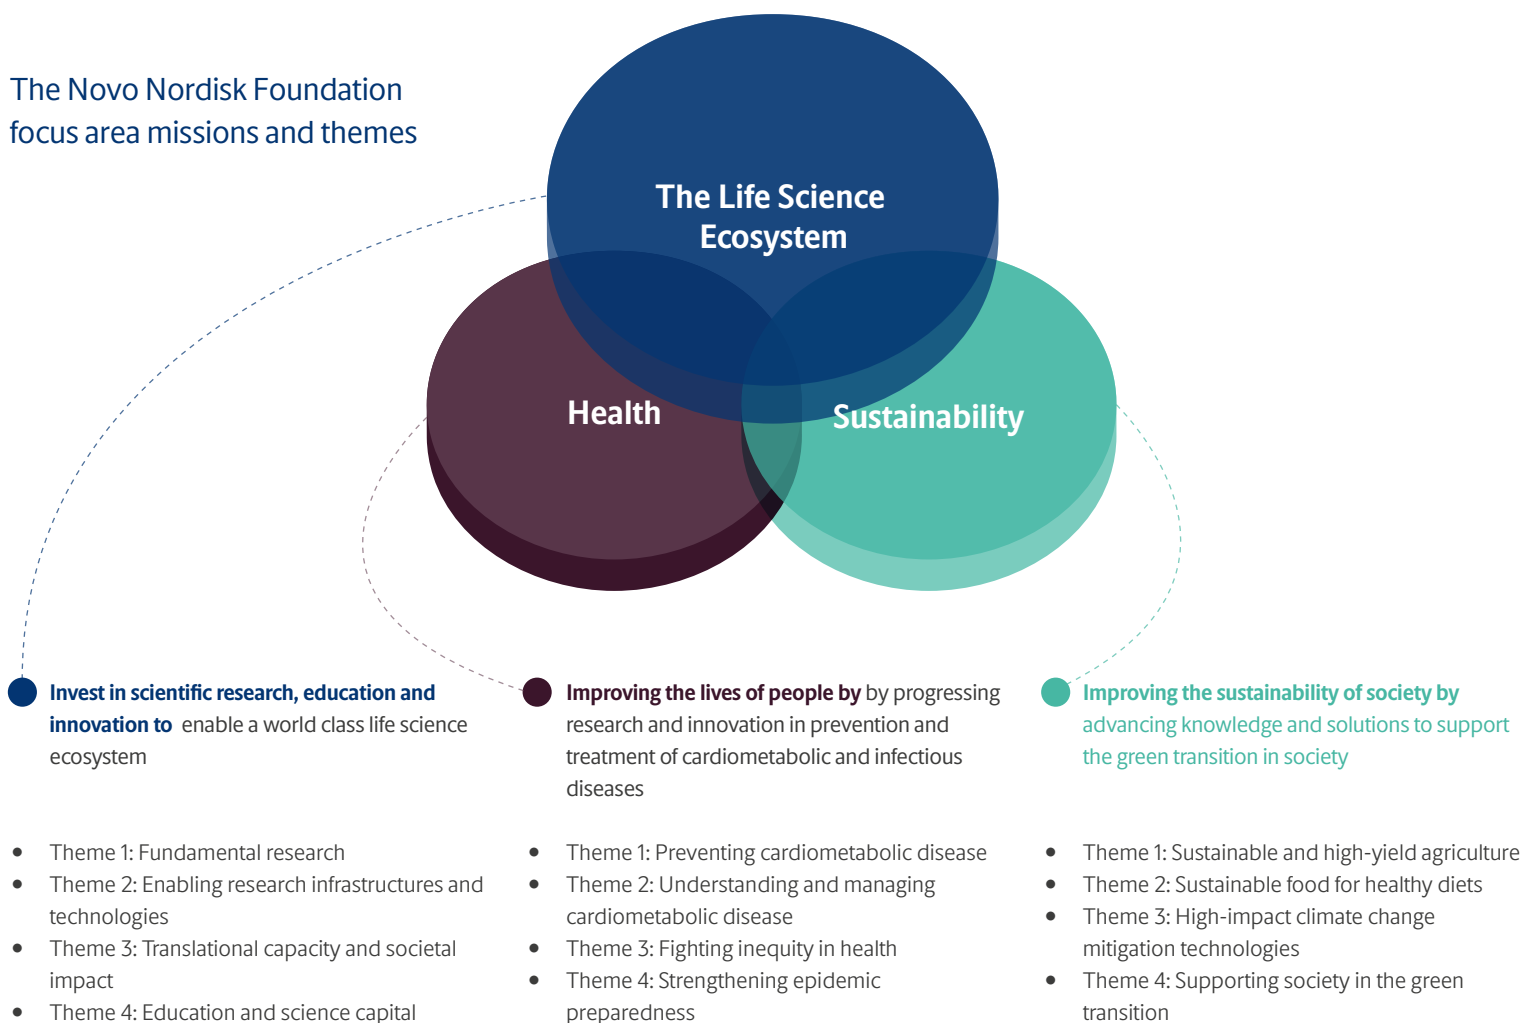 The Novo Nordisk Foundation
focus area missions and themes
The Life Science
Ecosystem
Health
Sustainability
Invest in scientific research, education and
innovation to enable a world class life science
ecosystem
• Theme 1: Fundamental research
• Theme 2: Enabling research infrastructures and
technologies
• Theme 3: Translational capacity and societal
impact
• Theme 4: Education and science capital
Improving the lives of people by by progressing
research and innovation in prevention and
treatment of cardiometabolic and infectious
diseases
• Theme 1: Preventing cardiometabolic disease
• Theme 2: Understanding and managing
cardiometabolic disease
• Theme 3: Fighting inequity in health
• Theme 4: Strengthening epidemic
preparedness
Improving the sustainability of society by
advancing knowledge and solutions to support
the green transition in society
• Theme 1: Sustainable and high-yield agriculture
• Theme 2: Sustainable food for healthy diets
• Theme 3: High-impact climate change
mitigation technologies
• Theme 4: Supporting society in the green
transition